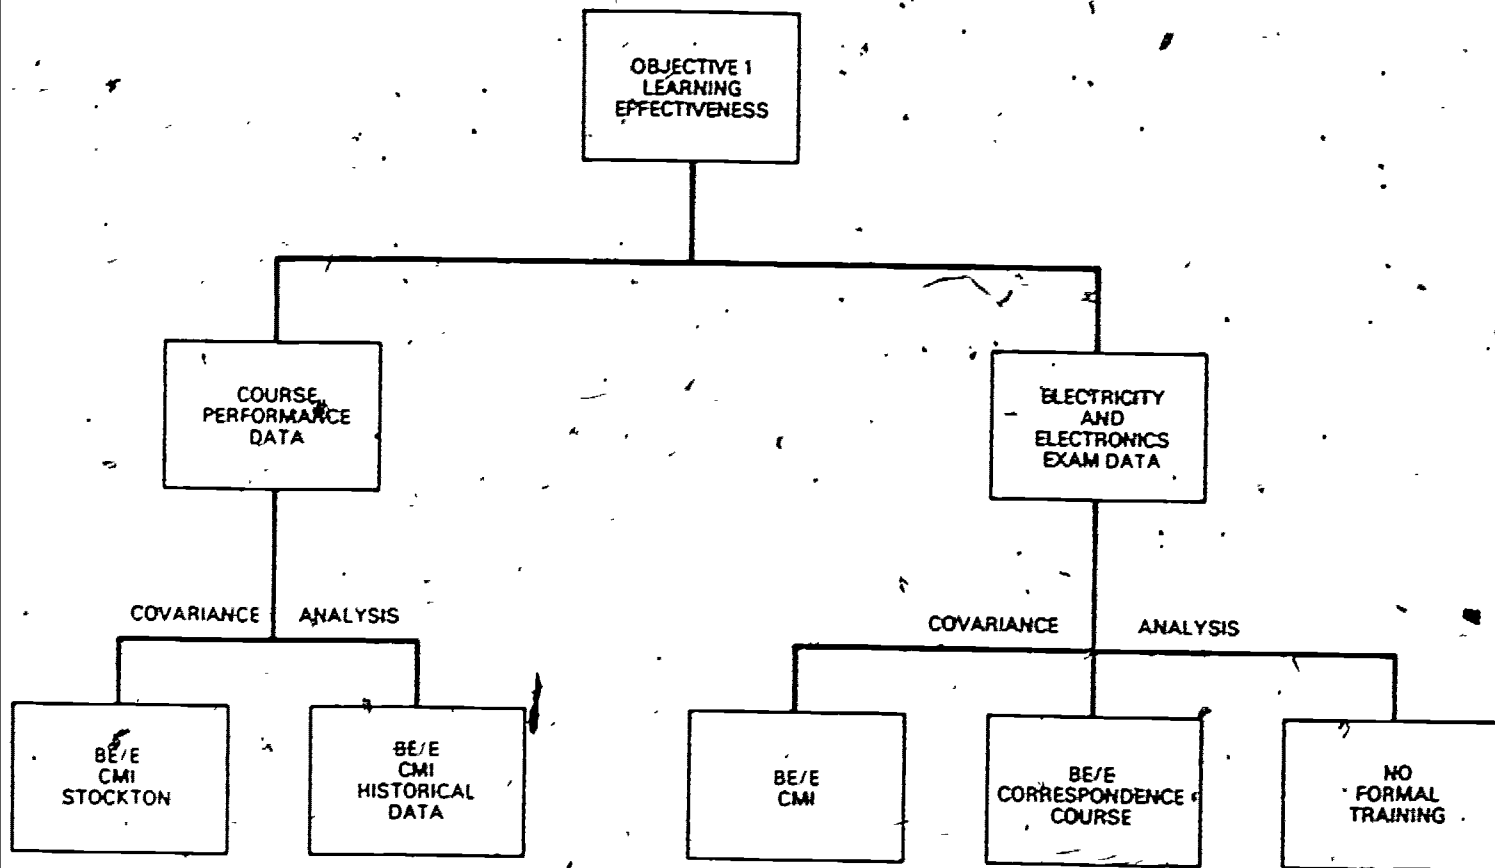 OBJECTIVE 1
LEARNING
EFFECTIVENESS
COURSE
PERFORMANCE
DATA
ELECTRICITY
AND
ELECTRONICS
EXAM DATA
COVARIANCE ANALYSIS
COVARIANCE ANALYSIS
BE/E
CMI
STOCKTON
BE/E
CMI
HISTORICAL
DATA
BE/E
CMI
BE/E
CORRESPONDENCE
COURSE
NO
FORMAL
TRAINING